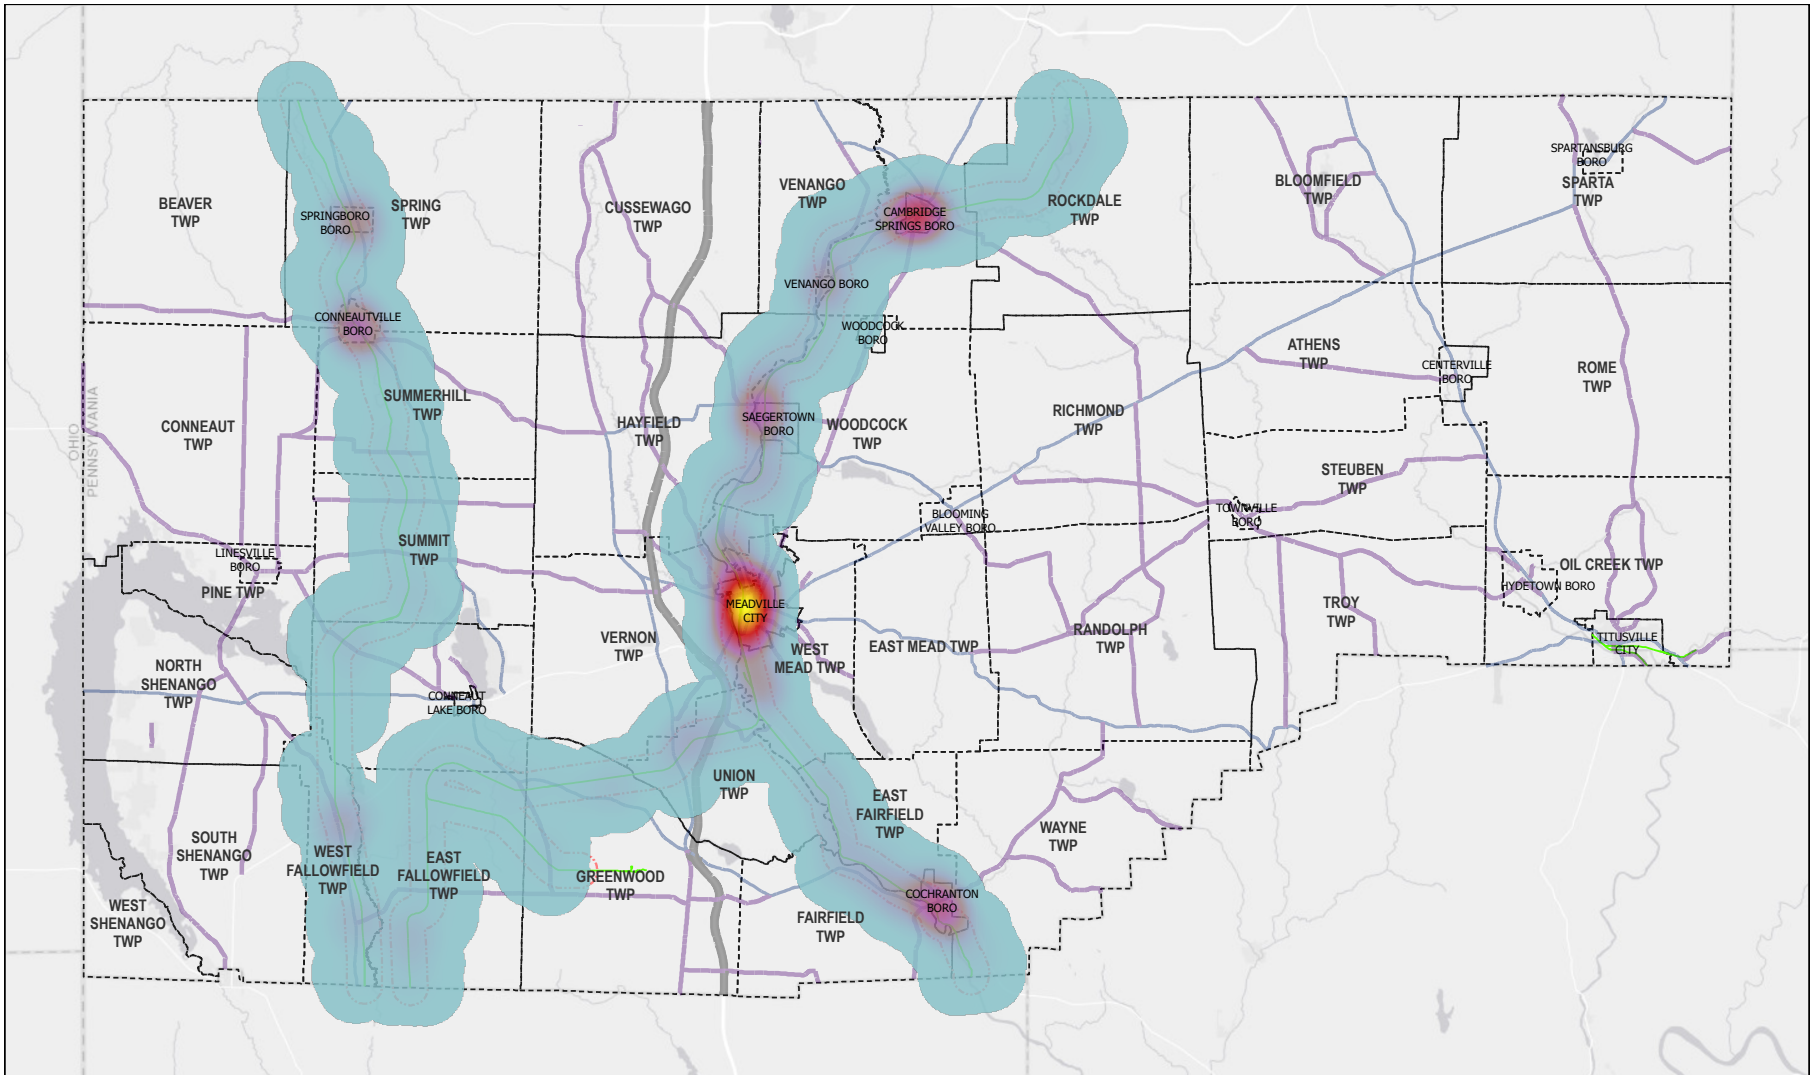 SPARTANSBURG
BORO
BEAVER
TWP
SPRING
TWP
SPRINGBORO
BORO
CUSSEWAGO
TWP
VENANGO
TWP
CAMBRIDGE
SPRINGS BORO
ROCKDALE
TWP
BLOOMFIELD
TWP
SPARTA
TWP
VENANGO BORO
CONNEAUTVILLE
BORO
WOODCOCK
BORO
ATHENS
TWP
CENTERVILLE
BORO
ROME
TWP
SUMMERHILL
TWP
OHIO
PENNSYLVANIA
CONNEAUT
TWP
HAYFIELD
TWP
SAEGERTOWN
BORO
WOODCOCK
TWP
RICHMOND
TWP
STEUBEN
TWP
BLOOMING
VALLEY BORO
TOWNVILLE
BORO
SUMMIT
TWP
LINESVILLE
BORO
PINE TWP
OIL CREEK TWP
HYDETOWN BORO
MEADVILLE
CITY
TROY
TWP
VERNON
TWP
WEST
MEAD TWP
EAST MEAD TWP
RANDOLPH
TWP
TITUSVILLE
CITY
NORTH
SHENANGO
TWP
CONNEAUT
LAKE BORO
UNION
TWP
EAST
FAIRFIELD
TWP
WAYNE
TWP
SOUTH
SHENANGO
TWP
WEST
FALLOWFIELD
TWP
EAST
FALLOWFIELD
TWP
GREENWOOD
TWP
COCHRANTON
BORO
WEST
SHENANGO
TWP
FAIRFIELD
TWP